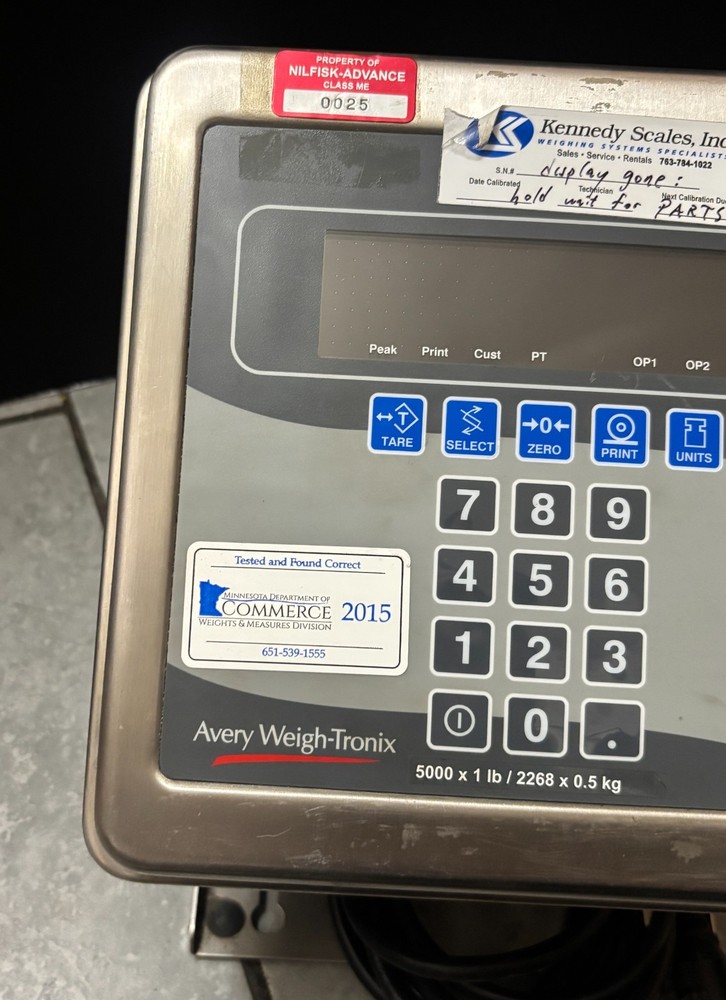 PROPERTY OF
NILFISK-ADVANCE
CLASS ME
0025
Kennedy Scales, Inc
WEIGHING SYSTEMS SPECIALISTS
Sales • Service • Rentals 763-784-1022
S.N.# display gone:
Date Calibrated Technician Next Calibration Du
hold wait for PARTS
Peak Print Cust PT OP1 OP2
TARE SELECT →0← ZERO PRINT UNITS
7 8 9
4 5 6
1 2 3
0 .
Tested and Found Correct
MINNESOTA DEPARTMENT OF
COMMERCE 2015
WEIGHTS & MEASURES DIVISION
651-539-1555
Avery Weigh-Tronix
5000 x 1 lb / 2268 x 0.5 kg